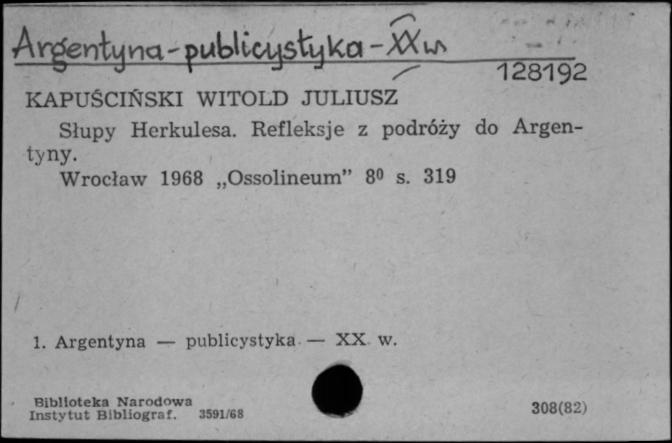 Argentyna-publicystyka-XXw
128192
KAPUŚCIŃSKI WITOLD JULIUSZ
Słupy Herkulesa. Refleksje z podróży do Argen-
tyny.
Wrocław 1968 „Ossolineum” 8⁰ s. 319
1. Argentyna — publicystyka — XX w.
Biblioteka Narodowa
Instytut Bibliograf. 3591/68
308(82)